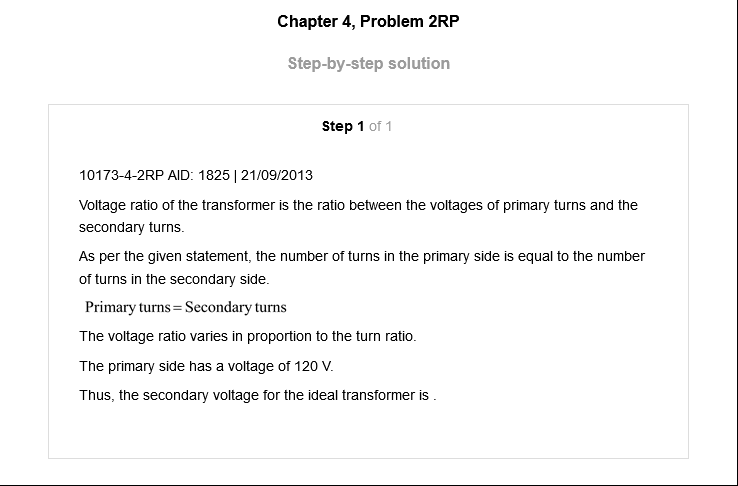 Chapter 4, Problem 2RP
Step-by-step solution
Step 1 of 1
10173-4-2RP AID: 1825 | 21/09/2013
Voltage ratio of the transformer is the ratio between the voltages of primary turns and the
secondary turns.
As per the given statement, the number of turns in the primary side is equal to the number
of turns in the secondary side.
Primary turns = Secondary turns
The voltage ratio varies in proportion to the turn ratio.
The primary side has a voltage of 120 V.
Thus, the secondary voltage for the ideal transformer is .